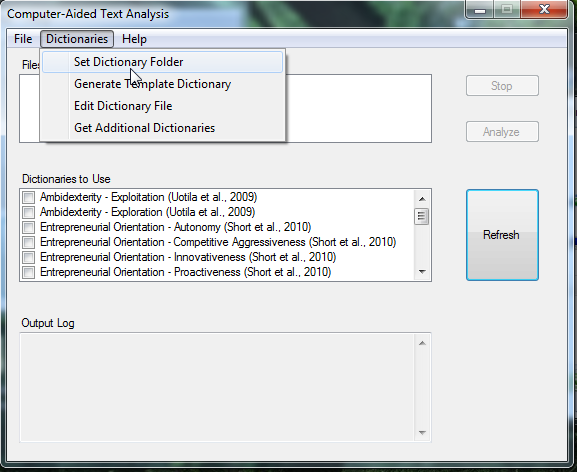 Computer-Aided Text Analysis
File Dictionaries Help
Set Dictionary Folder
Generate Template Dictionary
Edit Dictionary File
Get Additional Dictionaries
Stop
Analyze
Dictionaries to Use
Ambidexterity - Exploitation (Uotila et al., 2009)
Ambidexterity - Exploration (Uotila et al., 2009)
Entrepreneurial Orientation - Autonomy (Short et al., 2010)
Entrepreneurial Orientation - Competitive Aggressiveness (Short et al., 2010)
Entrepreneurial Orientation - Innovativeness (Short et al., 2010)
Entrepreneurial Orientation - Proactiveness (Short et al., 2010)
Refresh
Output Log